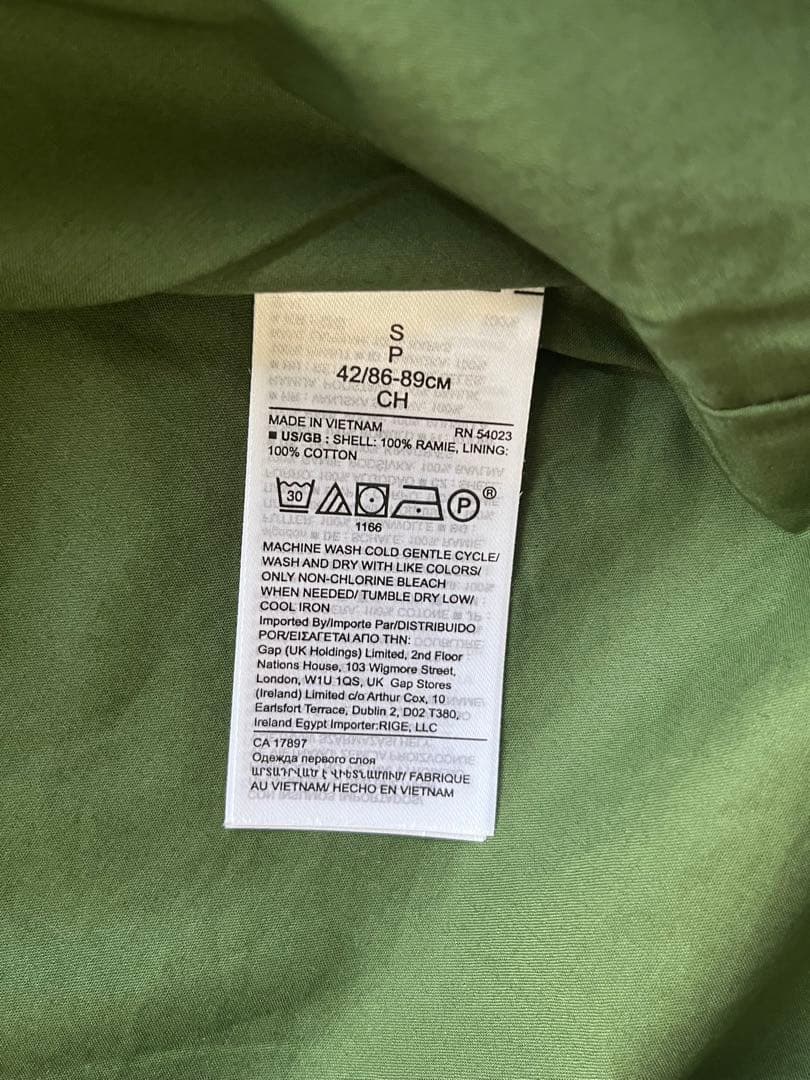 S
P
42/86-89CM
CH
MADE IN VIETNAM
RN 54023
■ US/GB : SHELL: 100% RAMIE, LINING:
100% COTTON
30
P®
1166
MACHINE WASH COLD GENTLE CYCLE/
WASH AND DRY WITH LIKE COLORS/
ONLY NON-CHLORINE BLEACH
WHEN NEEDED/ TUMBLE DRY LOW/
COOL IRON
Imported By/Importe Par/DISTRIBUIDO
POR/ΕΙΣΑΓΕΤΑΙ ΑΠΟ ΤΗΝ:
Gap (UK Holdings) Limited, 2nd Floor
Nations House, 103 Wigmore Street,
London, W1U 1QS, UK  Gap Stores
(Ireland) Limited c/o Arthur Cox, 10
Earlsfort Terrace, Dublin 2, D02 T380,
Ireland Egypt Importer:RIGE, LLC
CA 17897
Одежда первого слоя
ԱՐՏԱԴՐՎԱԾ Է ՎԻԵՏՆԱՄՈՒՄ/ FABRIQUE
AU VIETNAM/ HECHO EN VIETNAM